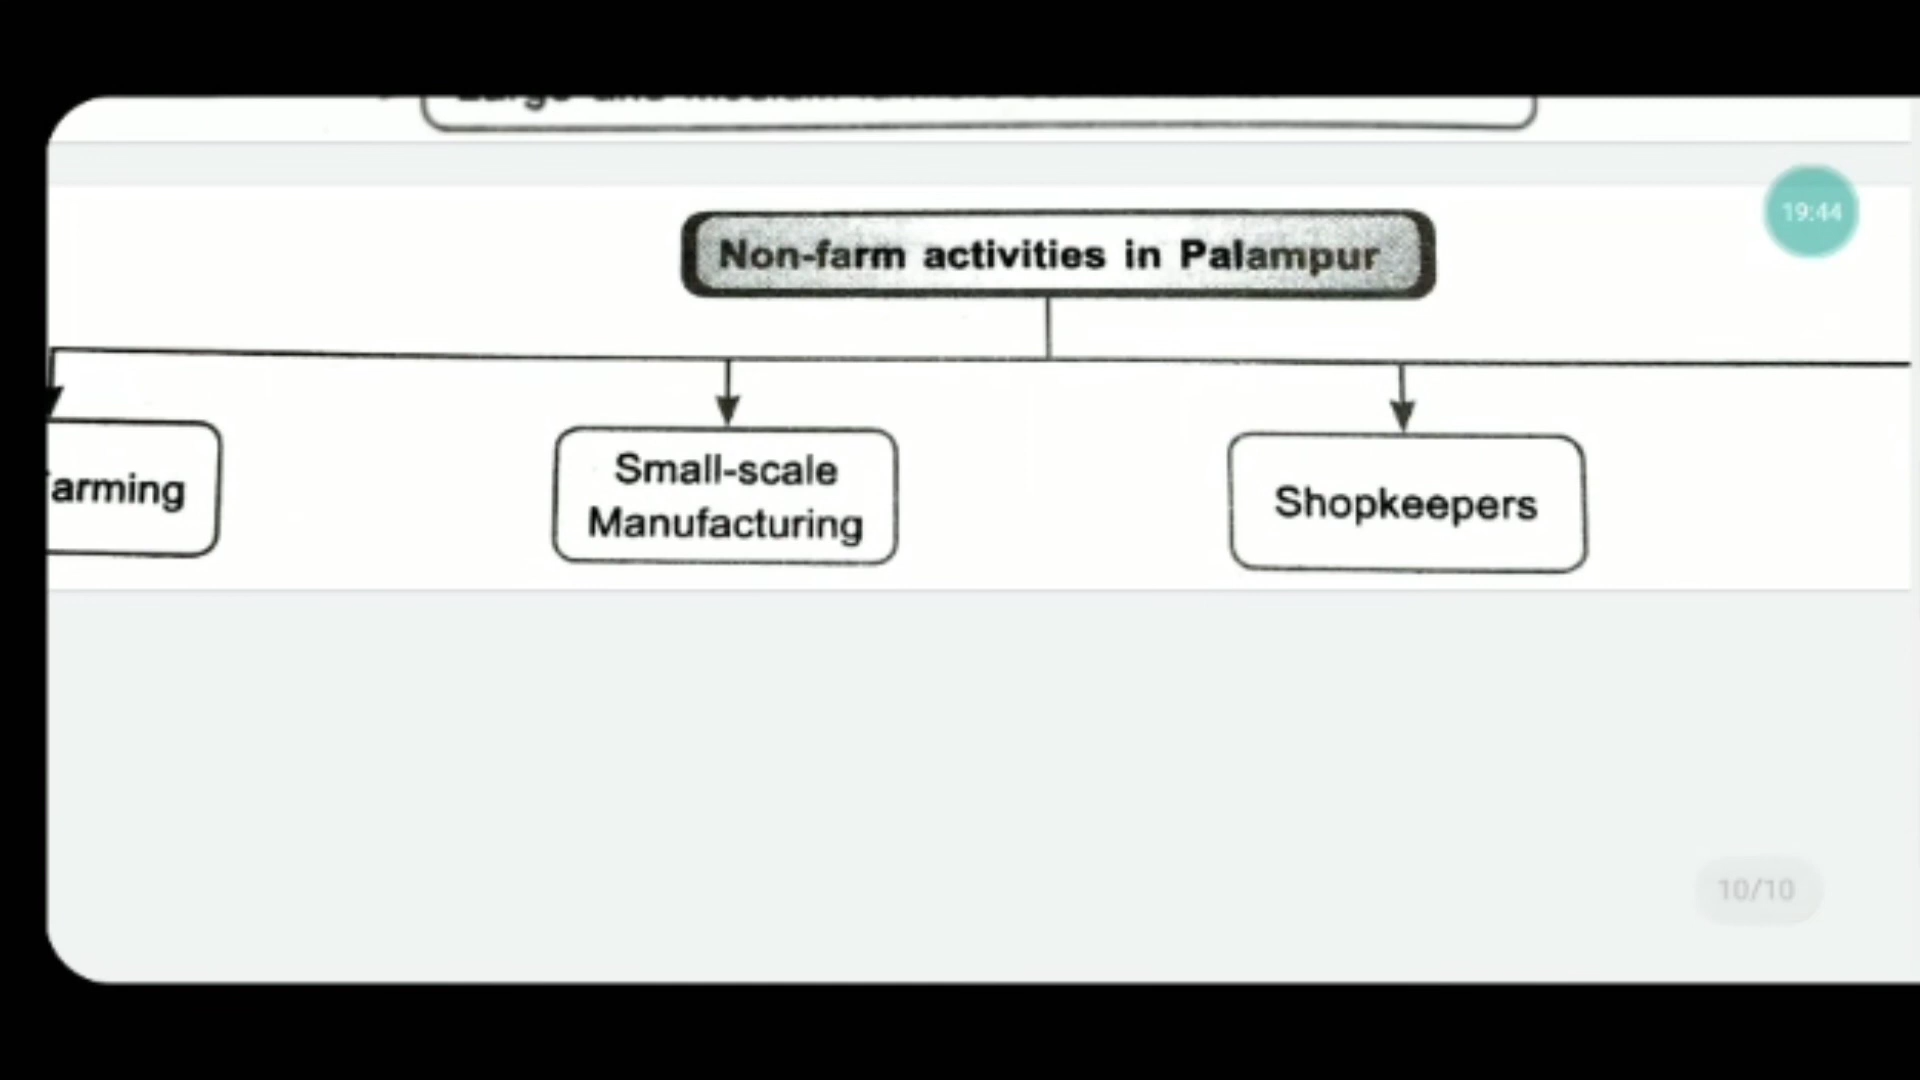 19:44
Non-farm activities in Palampur
arming
Small-scale
Manufacturing
Shopkeepers
10/10